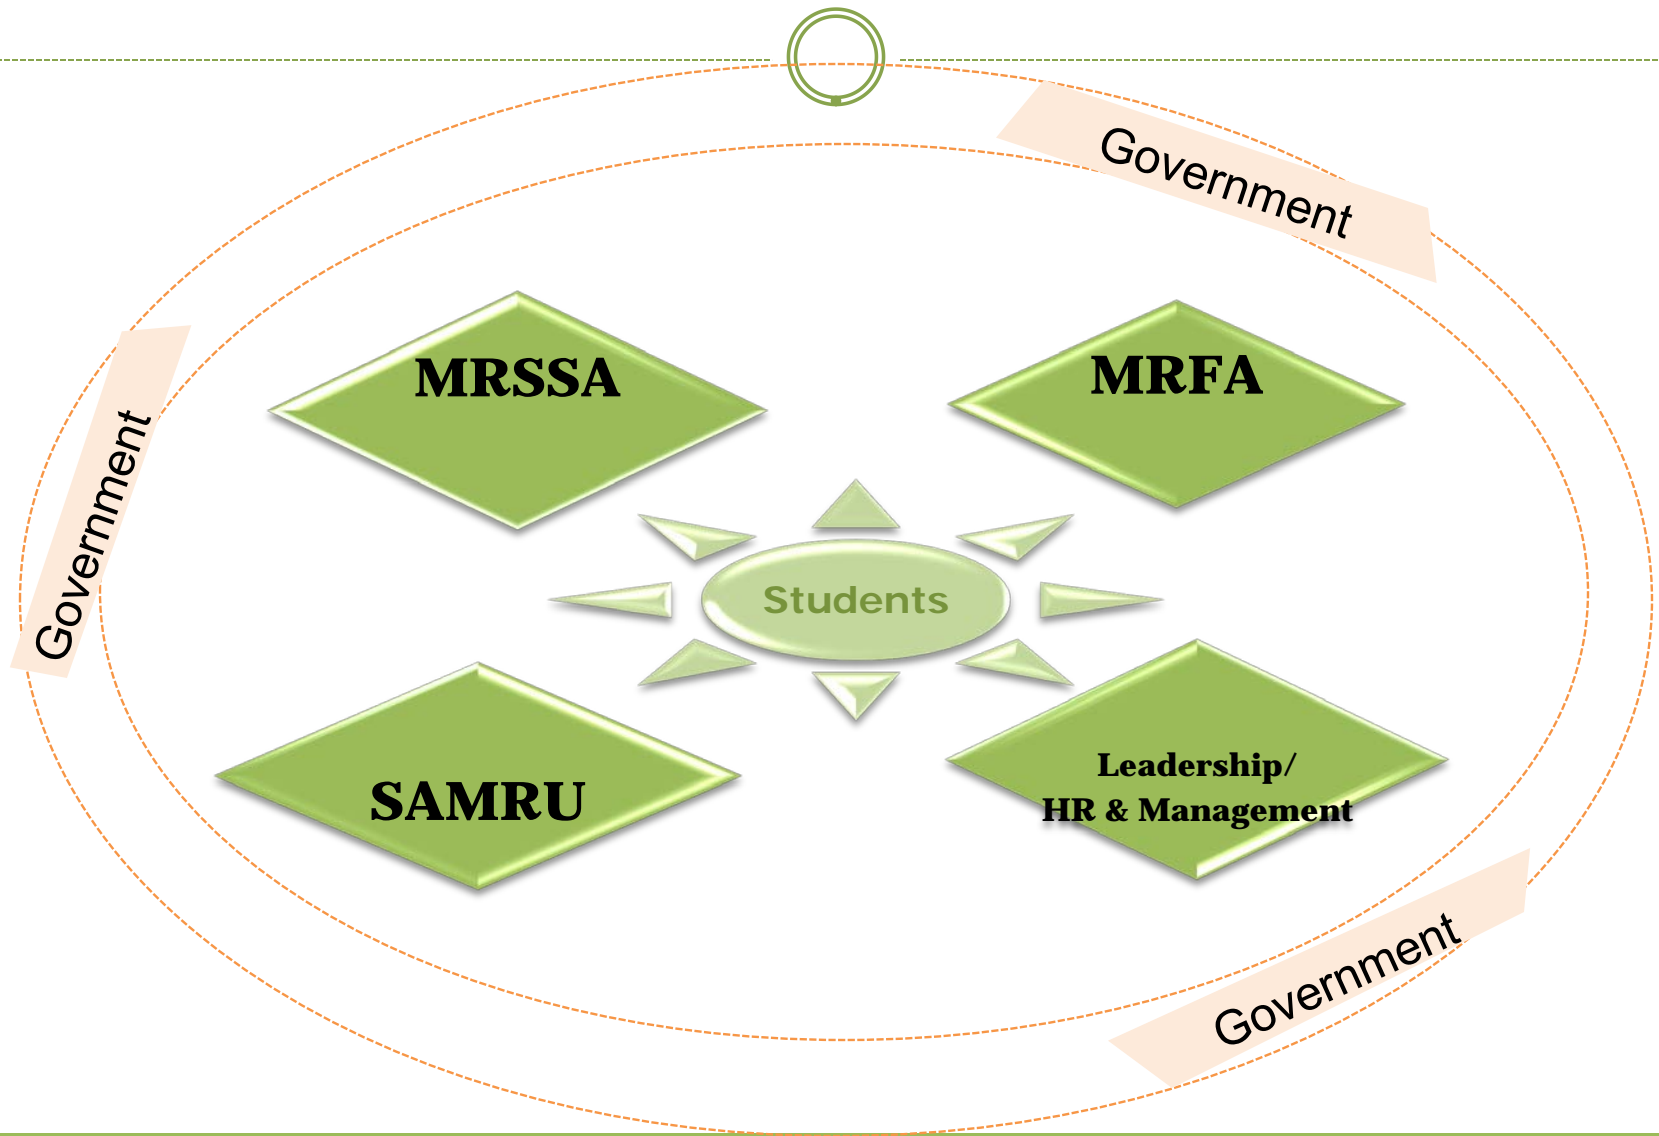 Government
MRSSA
MRFA
Government
Students
SAMRU
Leadership/
HR & Management
Government